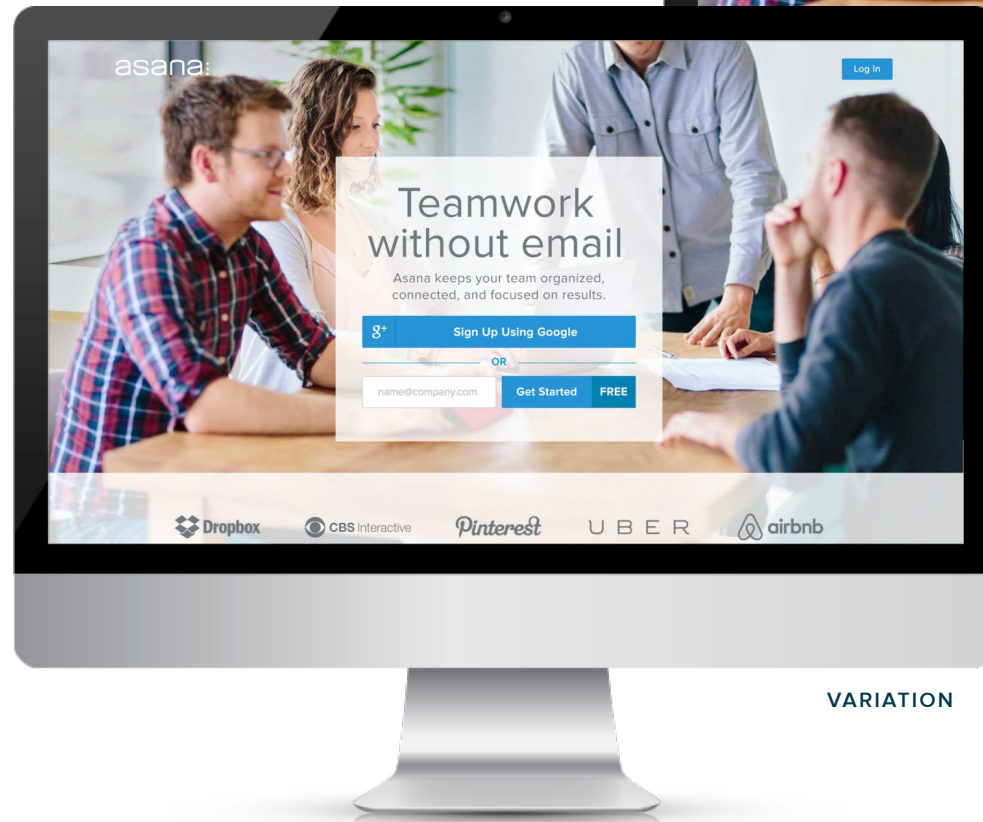 asana:
Log In
Teamwork
without email
Asana keeps your team organized,
connected, and focused on results.
g+ Sign Up Using Google
OR
name@company.com Get Started FREE
Dropbox CBS Interactive Pinterest UBER airbnb
VARIATION